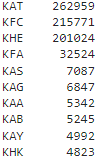 KAT 262959
KFC 215771
KHE 201024
KFA 32524
KAS 7087
KAG 6847
KAA 5342
KAB 5245
KAY 4992
KHK 4823